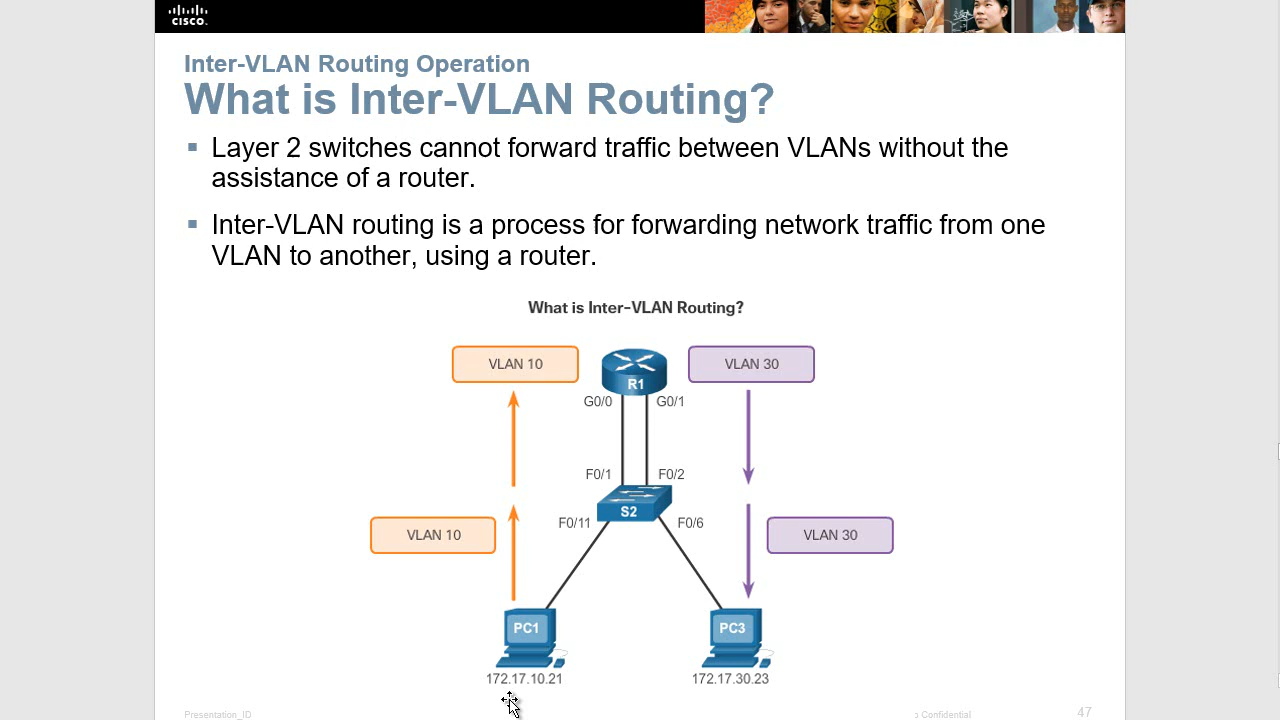 CISCO.
Inter-VLAN Routing Operation
What is Inter-VLAN Routing?
Layer 2 switches cannot forward traffic between VLANs without the
assistance of a router.
Inter-VLAN routing is a process for forwarding network traffic from one
VLAN to another, using a router.
What is Inter-VLAN Routing?
VLAN 10
R1
VLAN 30
G0/0
G0/1
F0/1
F0/2
S2
F0/11
F0/6
VLAN 10
VLAN 30
PC1
PC3
172.17.10.21
172.17.30.23
Presentation_ID
Confidential
47